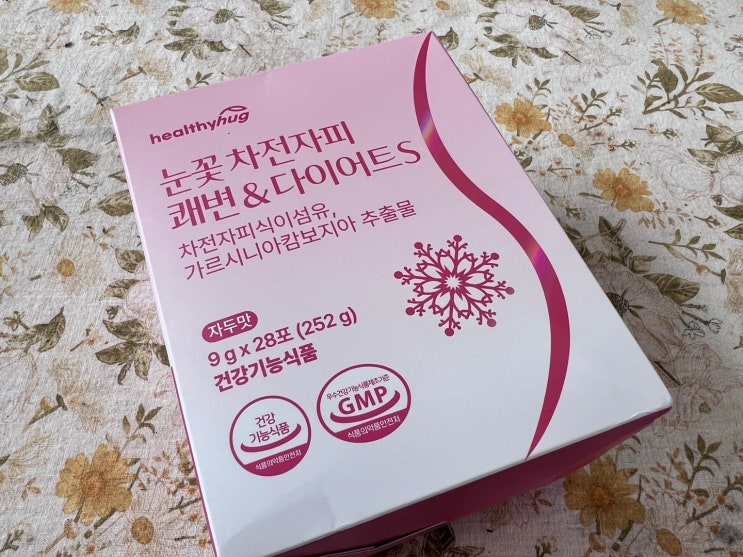 healthyhug
눈꽃 차전자피
쾌변 & 다이어트S
차전자피식이섬유,
가르시니아캄보지아 추출물
자두맛
9 g x 28포 (252 g)
건강기능식품
건강
기능식품
식품의약품안전처
우수건강기능식품제조기준
GMP
식품의약품안전처